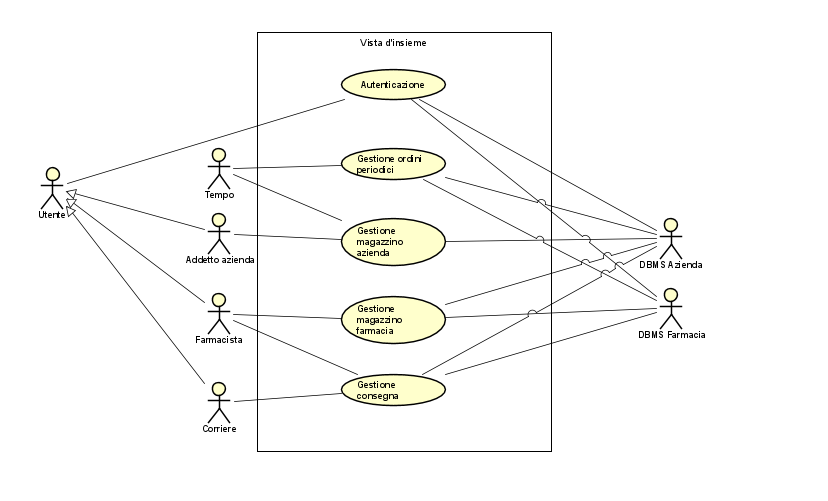 Vista d'insieme
Autenticazione
Gestione ordini
periodici
Tempo
Utente
Gestione
magazzino
azienda
Addetto azienda
DBMS Azienda
Gestione
magazzino
farmacia
Farmacista
DBMS Farmacia
Gestione
consegna
Corriere